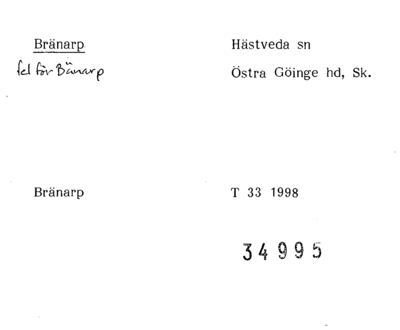 Bränarp
Hästveda sn
fel för Bänarp
Östra Göinge hd, Sk.
Bränarp
T 33 1998
34995